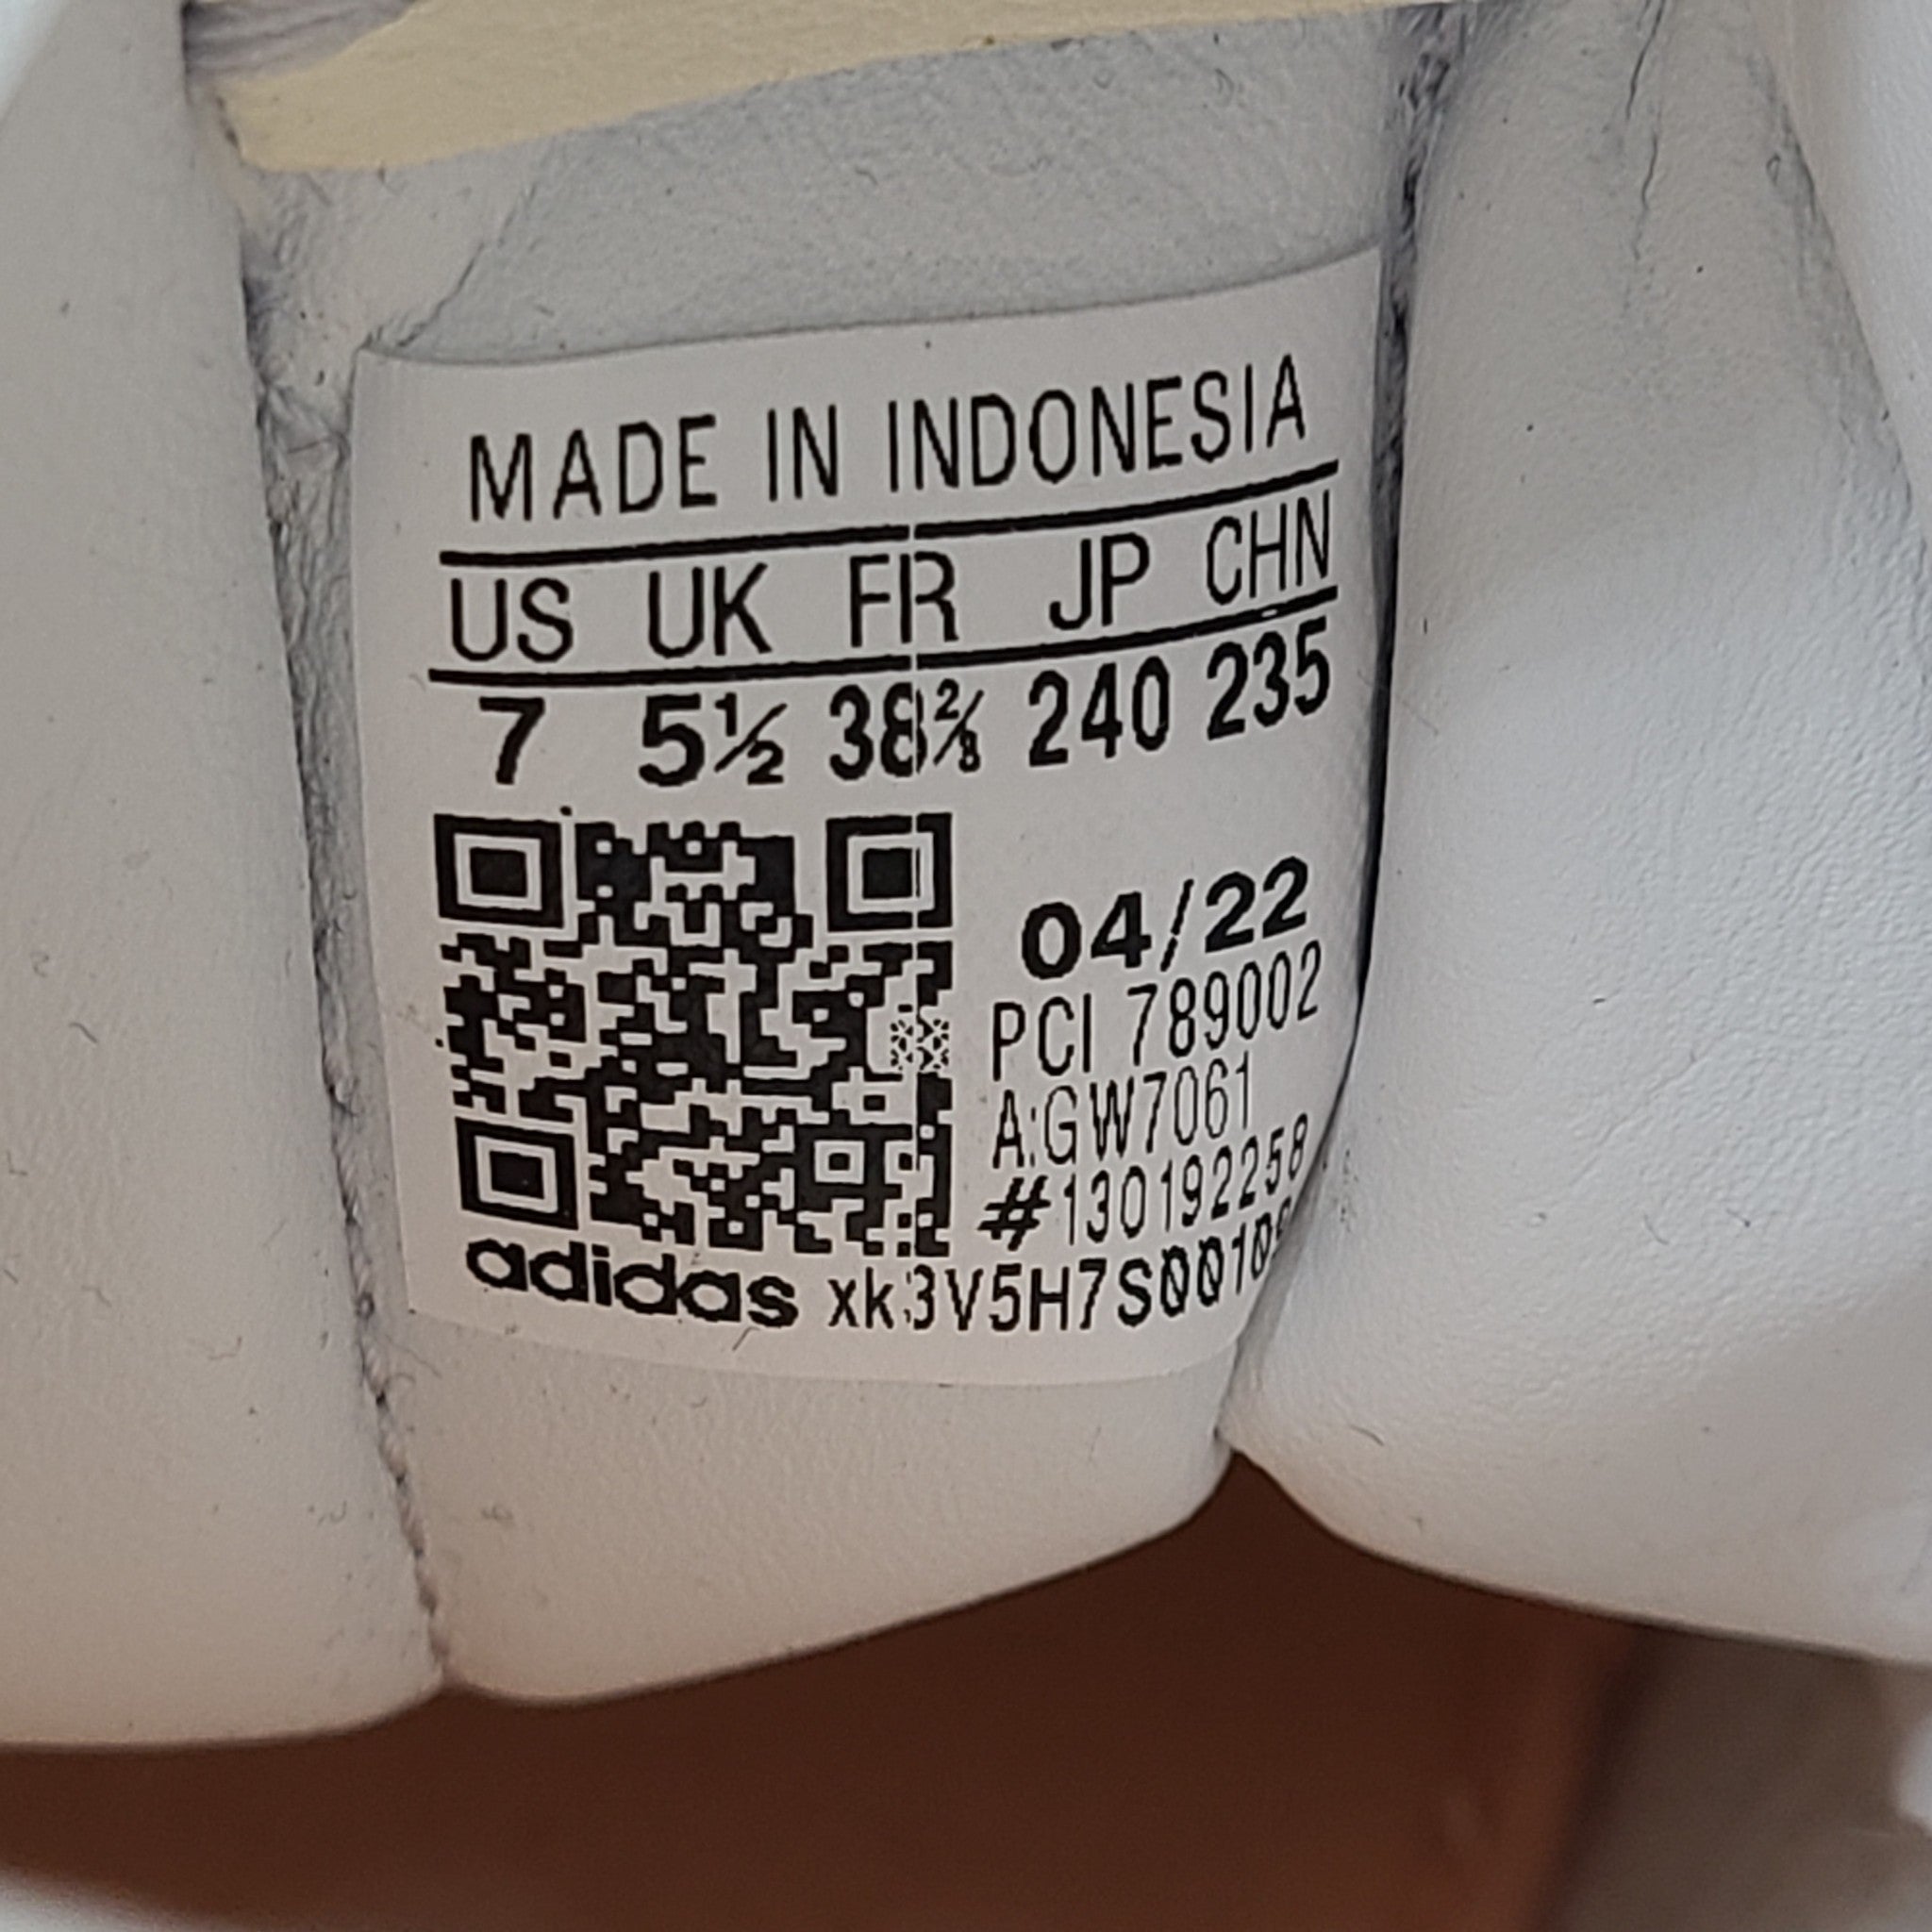 MADE IN INDONESIA
US UK FR JP CHN
7 5½ 38⅔ 240 235
04/22
PCI 789002
A:GW7061
#130192258
adidas